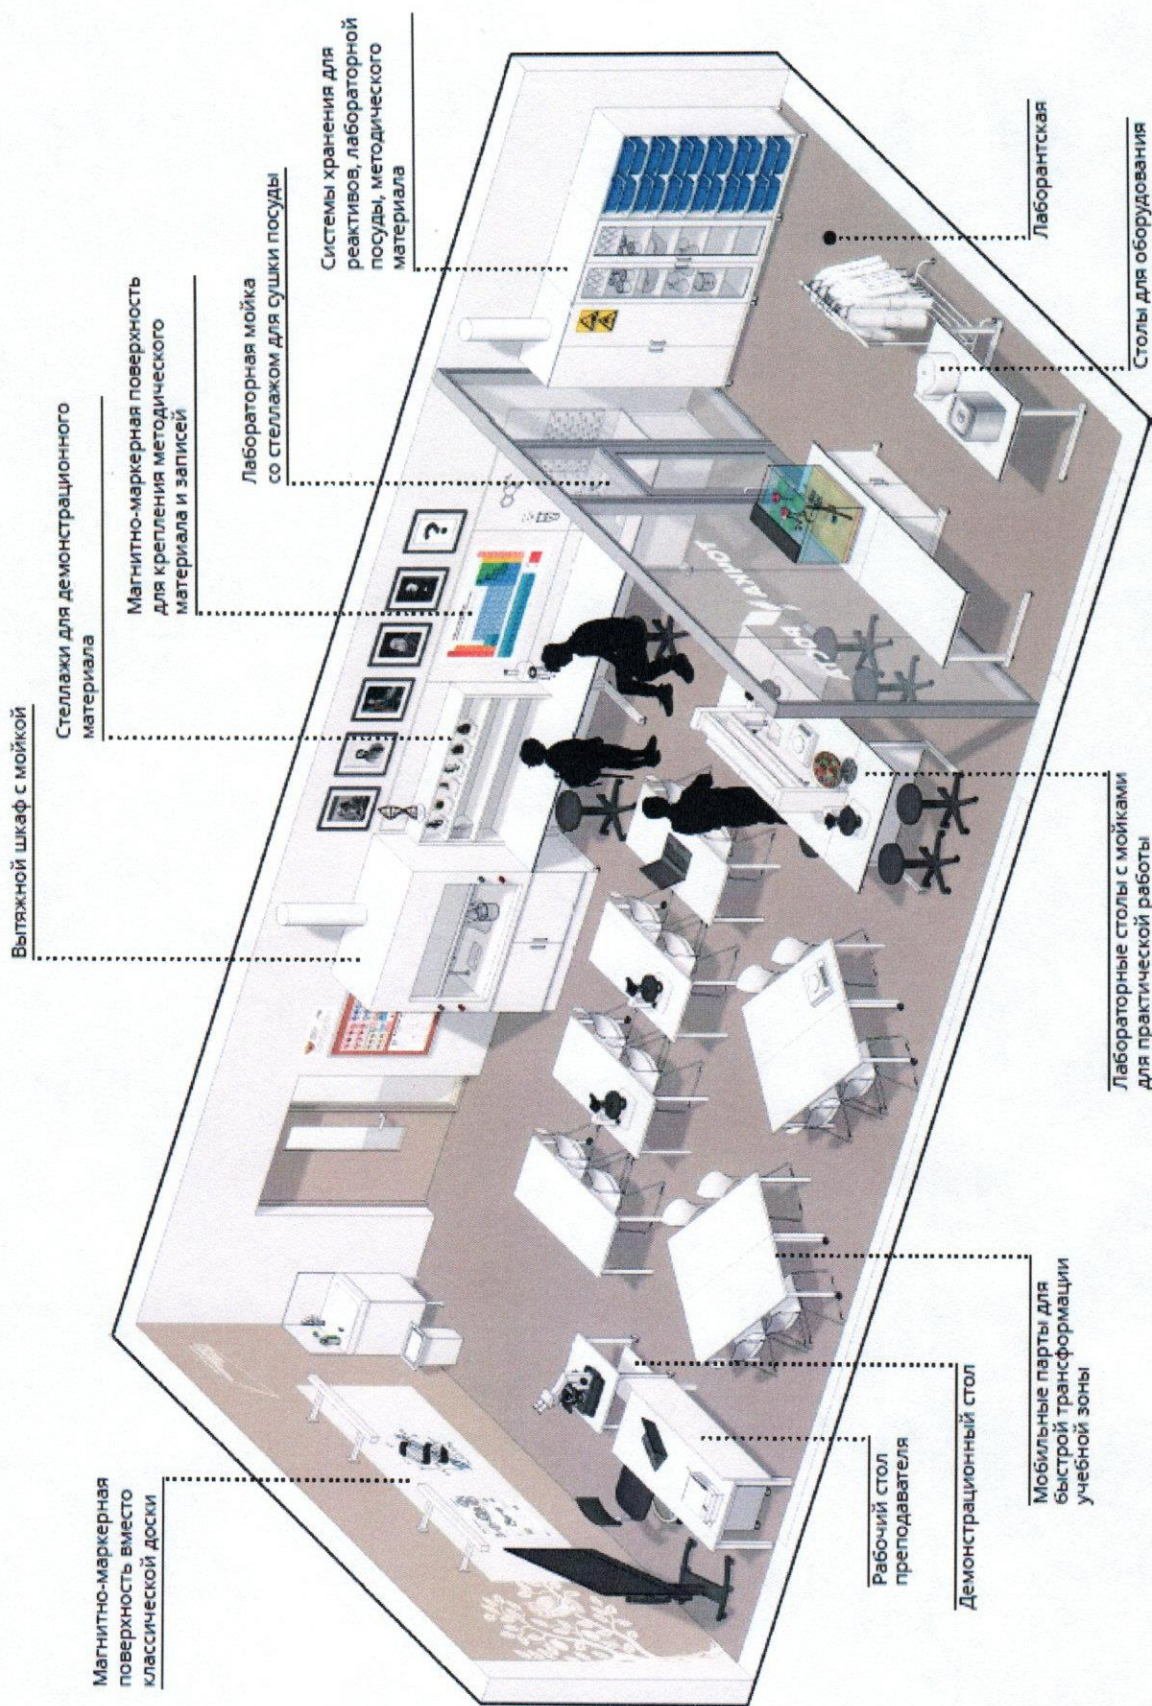 Вытяжной шкаф с мойкой
Стеллажи для демонстрационного
материала
Магнитно-маркерная поверхность
для крепления методического
материала и записей
Лабораторная мойка
со стеллажом для сушки посуды
Системы хранения для
реактивов, лабораторной
посуды, методического
материала
Магнитно-маркерная
поверхность вместо
классической доски
Рабочий стол
преподавателя
Демонстрационный стол
Мобильные парты для
быстрой трансформации
учебной зоны
Лабораторные столы с мойками
для практической работы
Столы для оборудования
Лаборантская
?